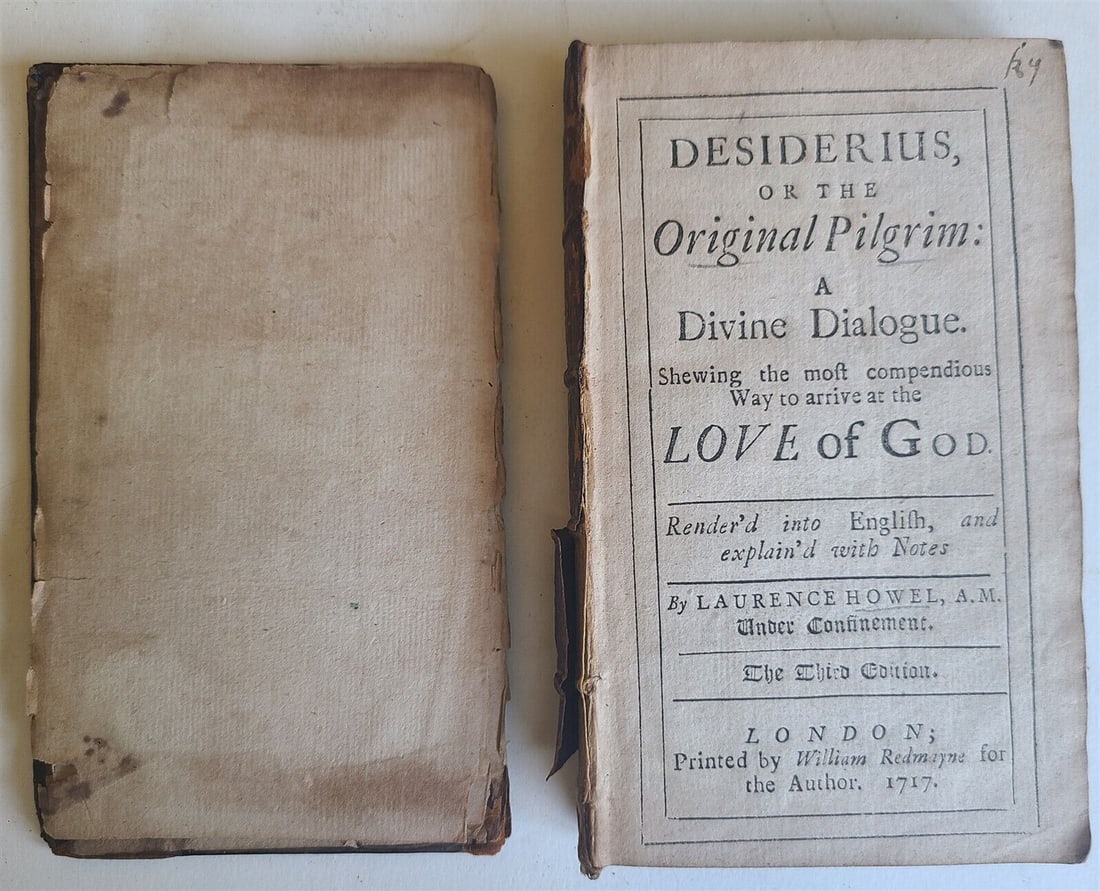 DESIDERIUS,
OR THE
Original Pilgrim:
A
Divine Dialogue.
Shewing the moſt compendious
Way to arrive at the
LOVE of GOD.
Render'd into Engliſh, and
explain'd with Notes
By LAURENCE HOWEL, A.M.
Under Confinement.
The Third Edition.
LONDON;
Printed by William Redmayne for
the Author. 1717.